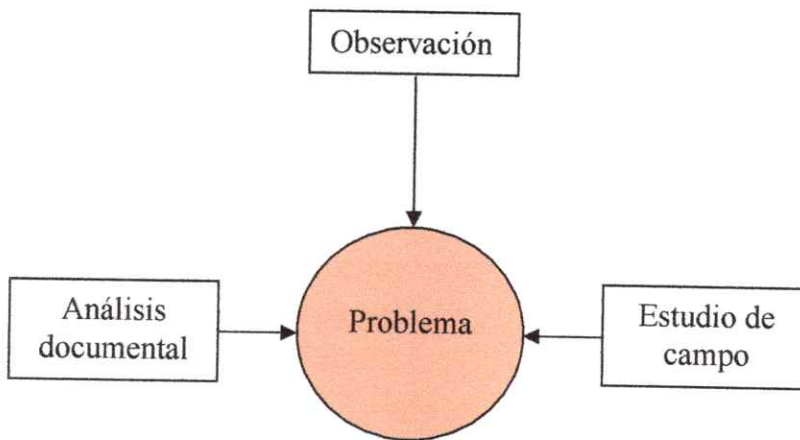 Observación
Análisis
documental
Problema
Estudio de
campo